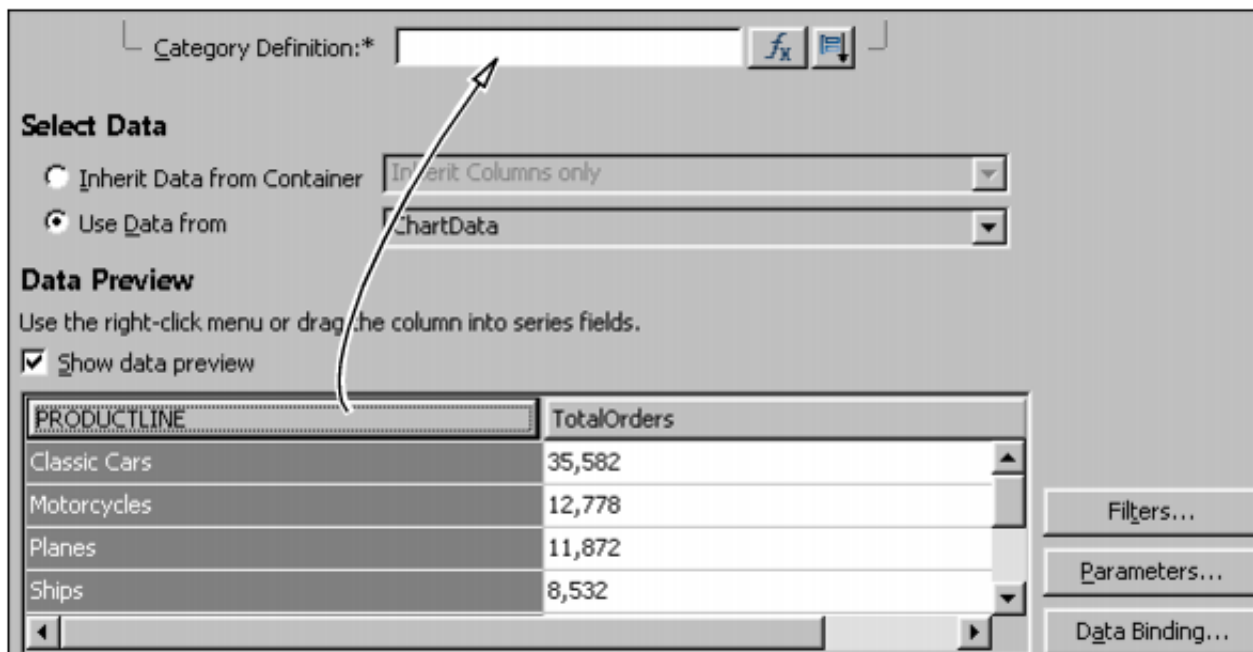 Category Definition:* fx
Select Data
Inherit Data from Container Inherit Columns only
Use Data from ChartData
Data Preview
Use the right-click menu or drag the column into series fields.
Show data preview
PRODUCTLINE TotalOrders
Classic Cars 35,582
Motorcycles 12,778
Planes 11,872
Ships 8,532
Filters...
Parameters...
Data Binding...